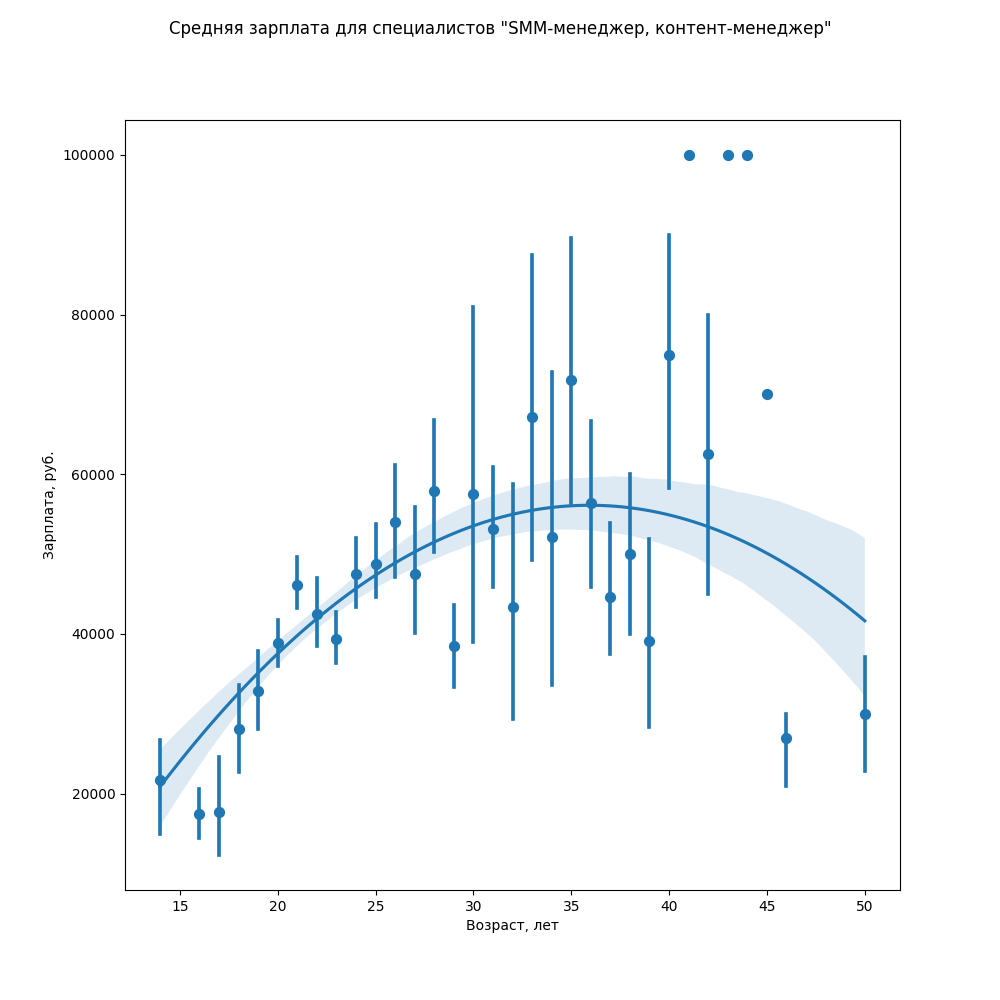 Средняя зарплата для специалистов "SMM-менеджер, контент-менеджер"
100000
80000
60000
40000
20000
Зарплата, руб.
15 20 25 30 35 40 45 50
Возраст, лет